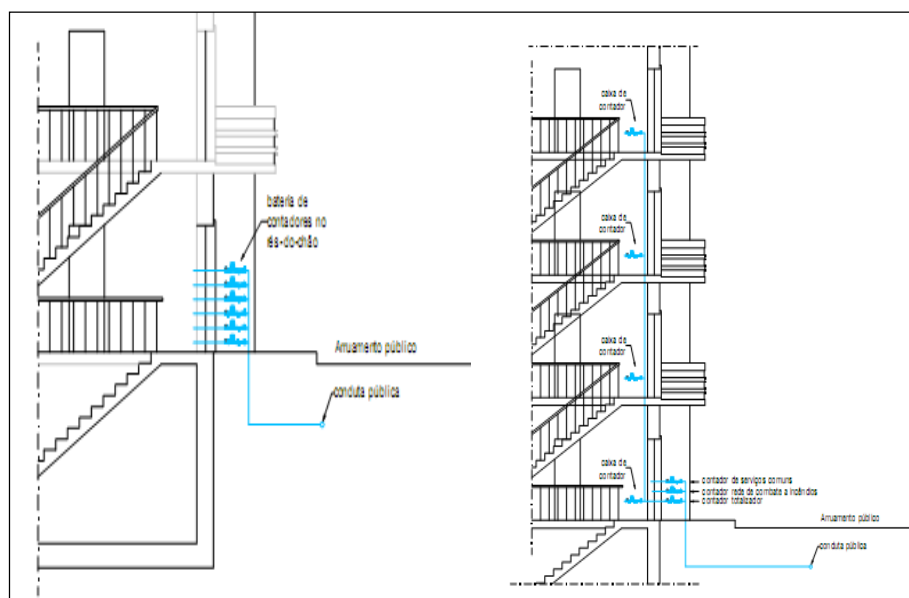 bateria de
contadores no
rés-do-chão
Arruamento público
conduta pública
caixa de
contador
caixa de
contador
caixa de
contador
caixa de
contador
contador de serviços comuns
contador rede de combate a incêndios
contador totalizador
Arruamento público
conduta pública